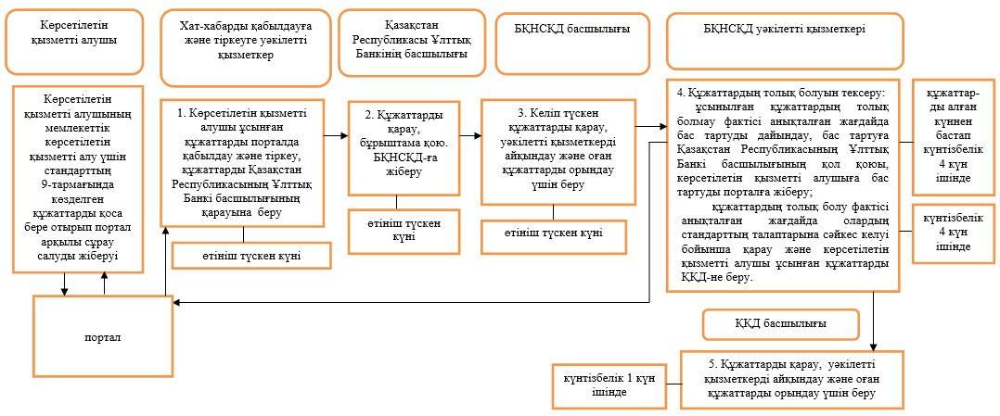 Көрсетілетін
қызметті алушы
Хат-хабарды қабылдауға
және тіркеуге уәкілетті
қызметкер
Қазақстан
Республикасы Ұлттық
Банкінің басшылығы
БҚНСҚД басшылығы
БҚНСҚД уәкілетті қызметкері
Көрсетілетін
қызметті алушының
мемлекеттік
көрсетілетін
қызметті алу үшін
стандарттың
9-тармағында
көзделген
құжаттарды қоса
бере отырып портал
арқылы сұрау
салуды жіберуі
1. Көрсетілетін қызметті
алушы ұсынған
құжаттарды порталда
қабылдау және тіркеу,
құжаттарды Қазақстан
Республикасының Ұлттық
Банкі басшылығының
қарауына беру
өтініш түскен күні
2. Құжаттарды
қарау,
бұрыштама қою.
БҚНСҚД-ға
жіберу
өтініш түскен
күні
3. Келіп түскен
құжаттарды қарау,
уәкілетті қызметкерді
айқындау және оған
құжаттарды орындау
үшін беру
өтініш түскен күні
4. Құжаттардың толық болуын тексеру:
ұсынылған құжаттардың толық
болмау фактісі анықталған жағдайда
бас тартуды дайындау, бас тартуға
Қазақстан Республикасының Ұлттық
Банкі басшылығының қол қоюы,
көрсетілетін қызметті алушыға бас
тартуды порталға жіберу;
құжаттардың толық болу фактісі
анықталған жағдайда олардың
стандарттың талаптарына сәйкес келуі
бойынша қарау және көрсетілетін
қызметті алушы ұсынған құжаттарды
ҚҚД-не беру.
құжаттар-
ды алған
күннен
бастап
күнтізбелік
4 күн
ішінде
күнтізбелік
4 күн
ішінде
портал
ҚҚД басшылығы
5. Құжаттарды қарау, уәкілетті
қызметкерді айқындау және оған
құжаттарды орындау үшін беру
күнтізбелік 1 күн
ішінде